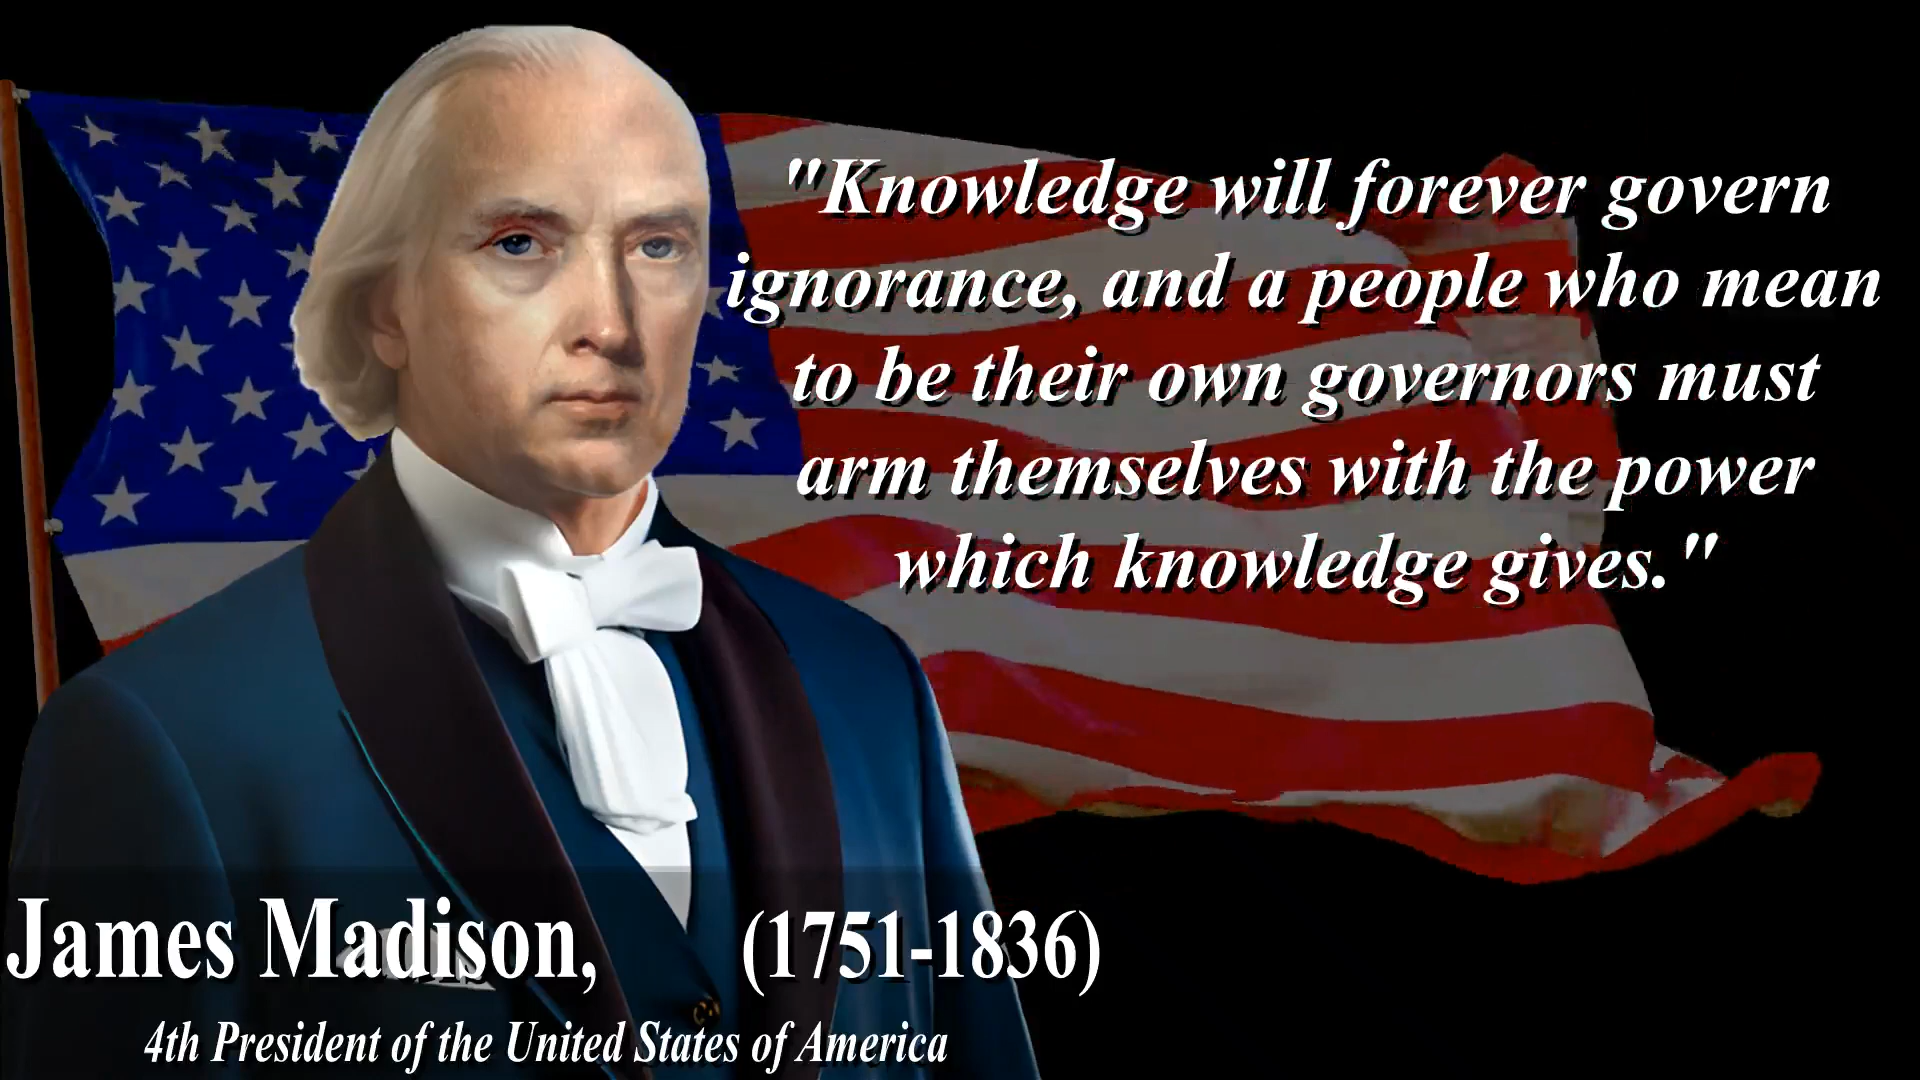 "Knowledge will forever govern
ignorance, and a people who mean
to be their own governors must
arm themselves with the power
which knowledge gives."
James Madison, (1751-1836)
4th President of the United States of America